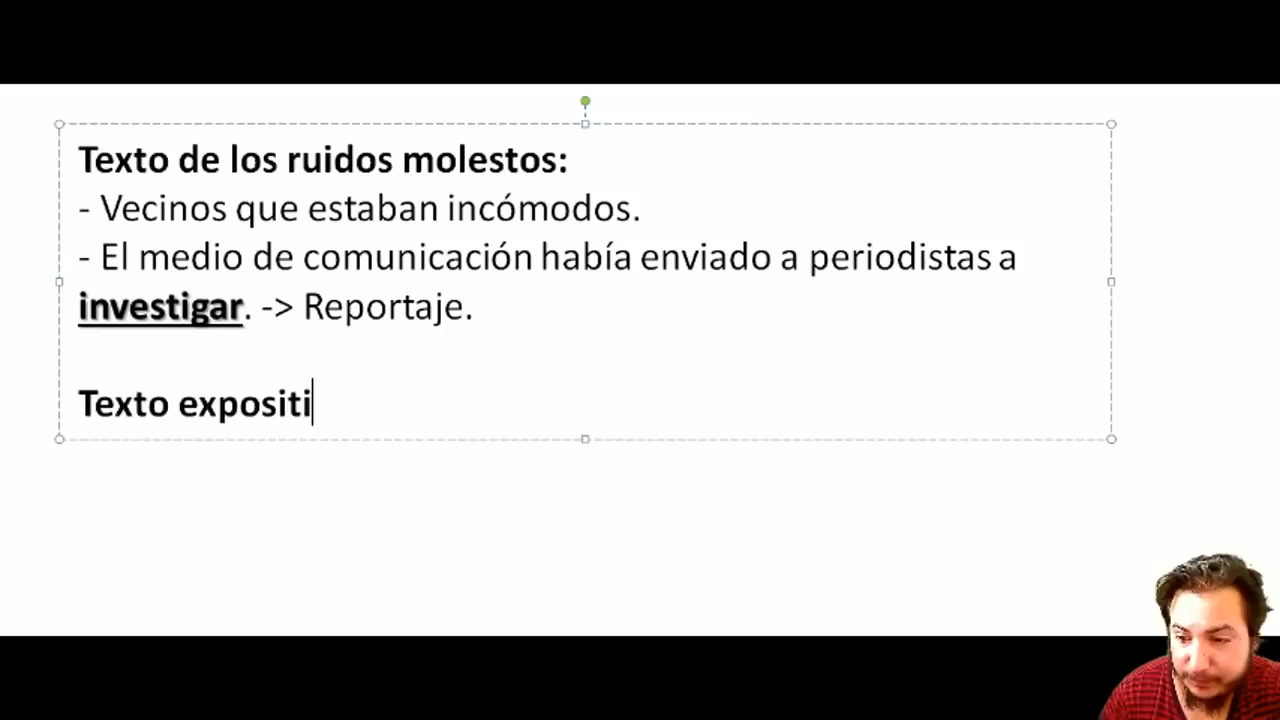 Texto de los ruidos molestos:
- Vecinos que estaban incómodos.
- El medio de comunicación había enviado a periodistas a
investigar. -> Reportaje.
Texto expositi